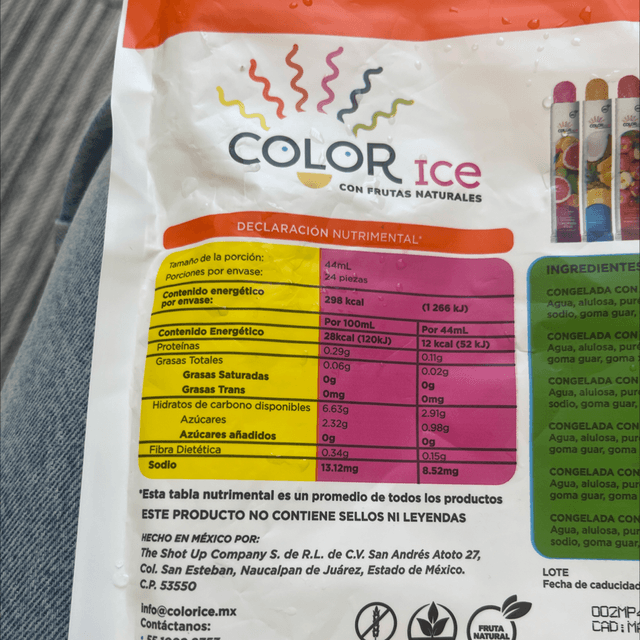 COLOR ICE
CON FRUTAS NATURALES
DECLARACIÓN NUTRIMENTAL*
Tamaño de la porción: 44mL
Porciones por envase: 24 piezas
Contenido energético por envase: 298 kcal (1 266 kJ)
Por 100mL Por 44mL
Contenido Energético 28kcal (120kJ) 12 kcal (52 kJ)
Proteínas 0.29g 0.11g
Grasas Totales 0.06g 0.02g
Grasas Saturadas 0g 0g
Grasas Trans 0mg 0mg
Hidratos de carbono disponibles 6.63g 2.91g
Azúcares 2.32g 0.98g
Azúcares añadidos 0g 0g
Fibra Dietética 0.34g 0.15g
Sodio 13.12mg 8.52mg
*Esta tabla nutrimental es un promedio de todos los productos
ESTE PRODUCTO NO CONTIENE SELLOS NI LEYENDAS
HECHO EN MÉXICO POR:
The Shot Up Company S. de R.L. de C.V. San Andrés Atoto 27,
Col. San Esteban, Naucalpan de Juárez, Estado de México.
C.P. 53550
info@colorice.mx
Contáctanos:
INGREDIENTES
CONGELADA CON
Agua, alulosa,
sodio, goma guar,
CONGELADA CON
Agua, alulosa,
goma guar, goma
CONGELADA CON
Agua, alulosa,
sodio, goma guar,
CONGELADA CON
Agua, alulosa,
goma guar, goma
CONGELADA CON
Agua, alulosa,
goma guar, goma
CONGELADA CON
Agua, alulosa,
sodio, goma guar,
LOTE
Fecha de caducidad
CAD:
FRUTA
NATURAL